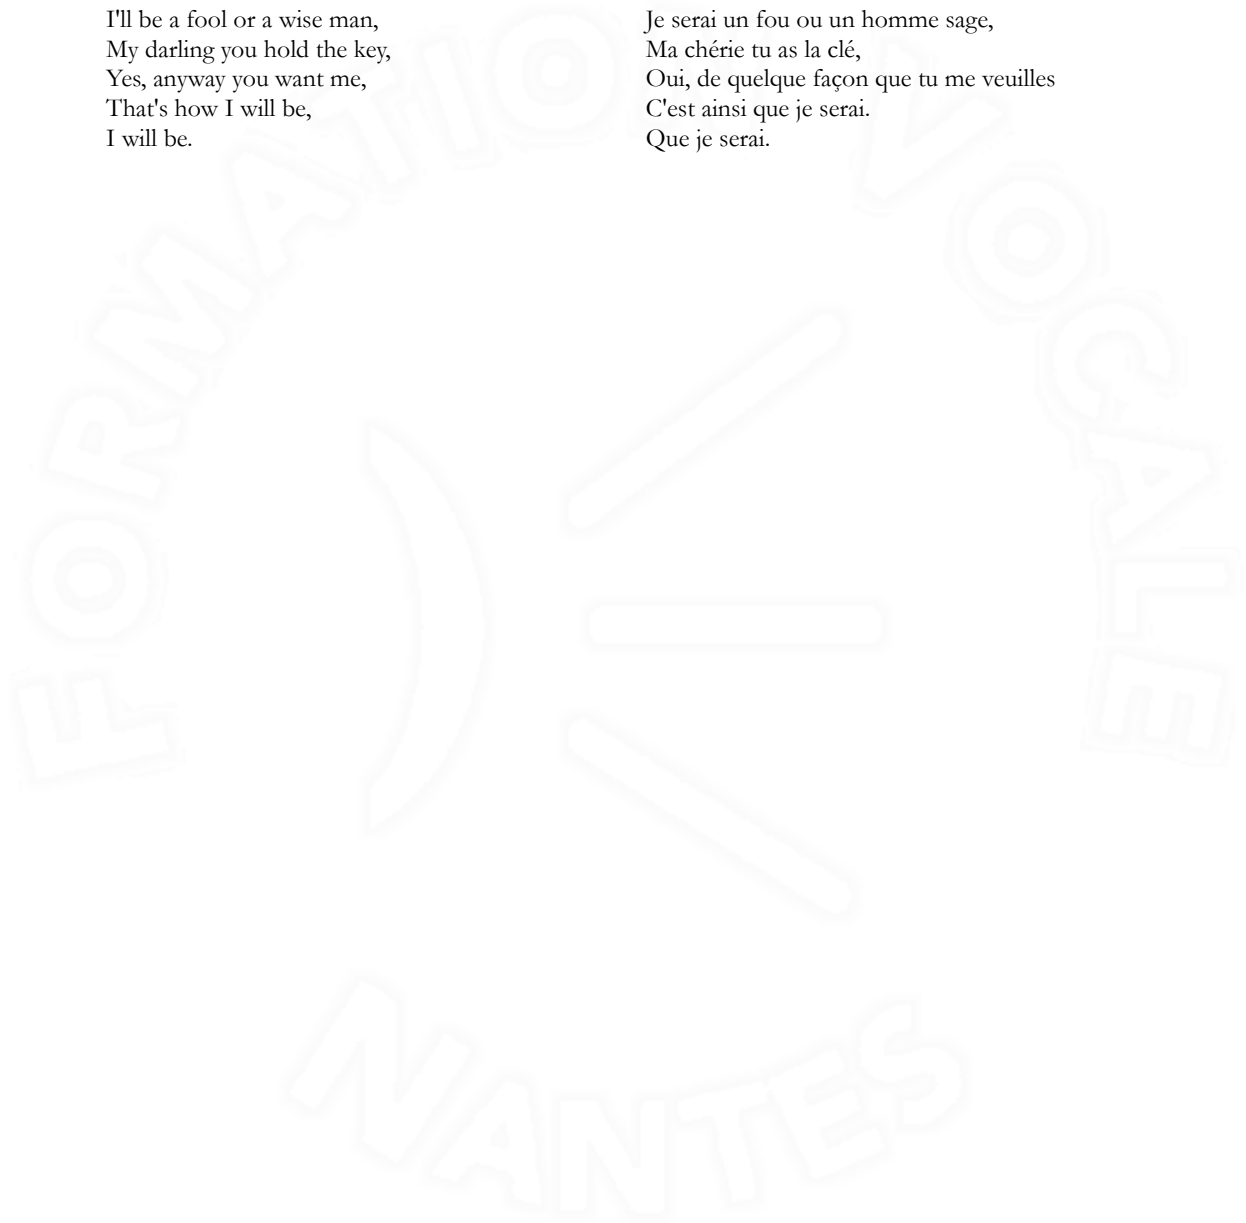 I'll be a fool or a wise man,
My darling you hold the key,
Yes, anyway you want me,
That's how I will be,
I will be.
Je serai un fou ou un homme sage,
Ma chérie tu as la clé,
Oui, de quelque façon que tu me veuilles
C'est ainsi que je serai.
Que je serai.
FORMATION VOCALE
NANTES